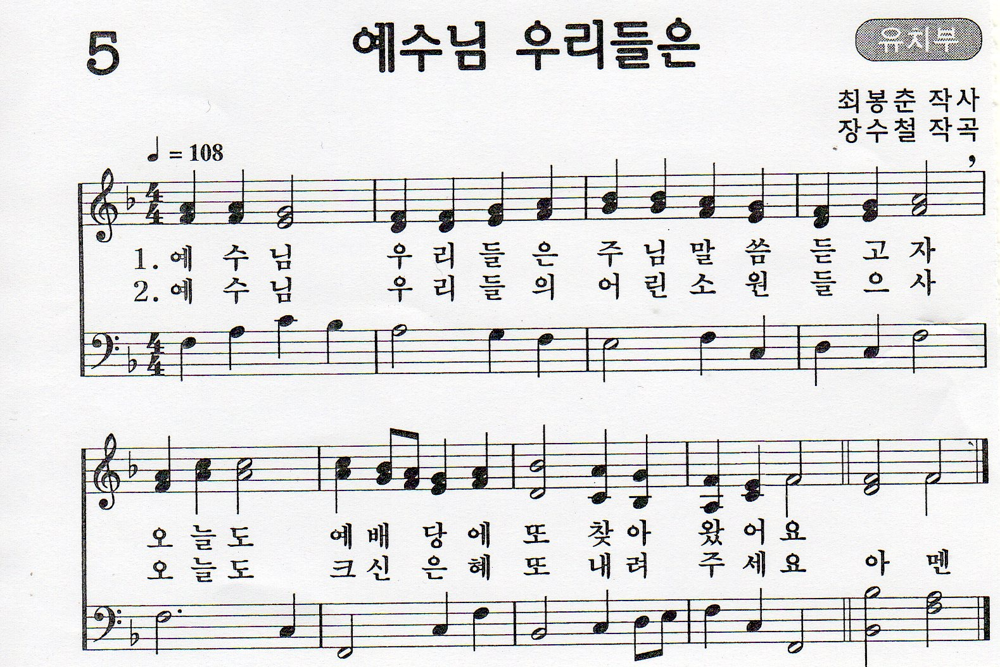 5
예수님 우리들은
유치부
최봉춘 작사
장수철 작곡
♩ = 108
1. 예 수 님 우 리 들 은 주 님 말 씀 듣 고 자
2. 예 수 님 우 리 들 의 어 린 소 원 들 으 사
오 늘 도 예 배 당 에 또 찾 아 왔 어 요
오 늘 도 크 신 은 혜 또 내 려 주 세 요 아 멘